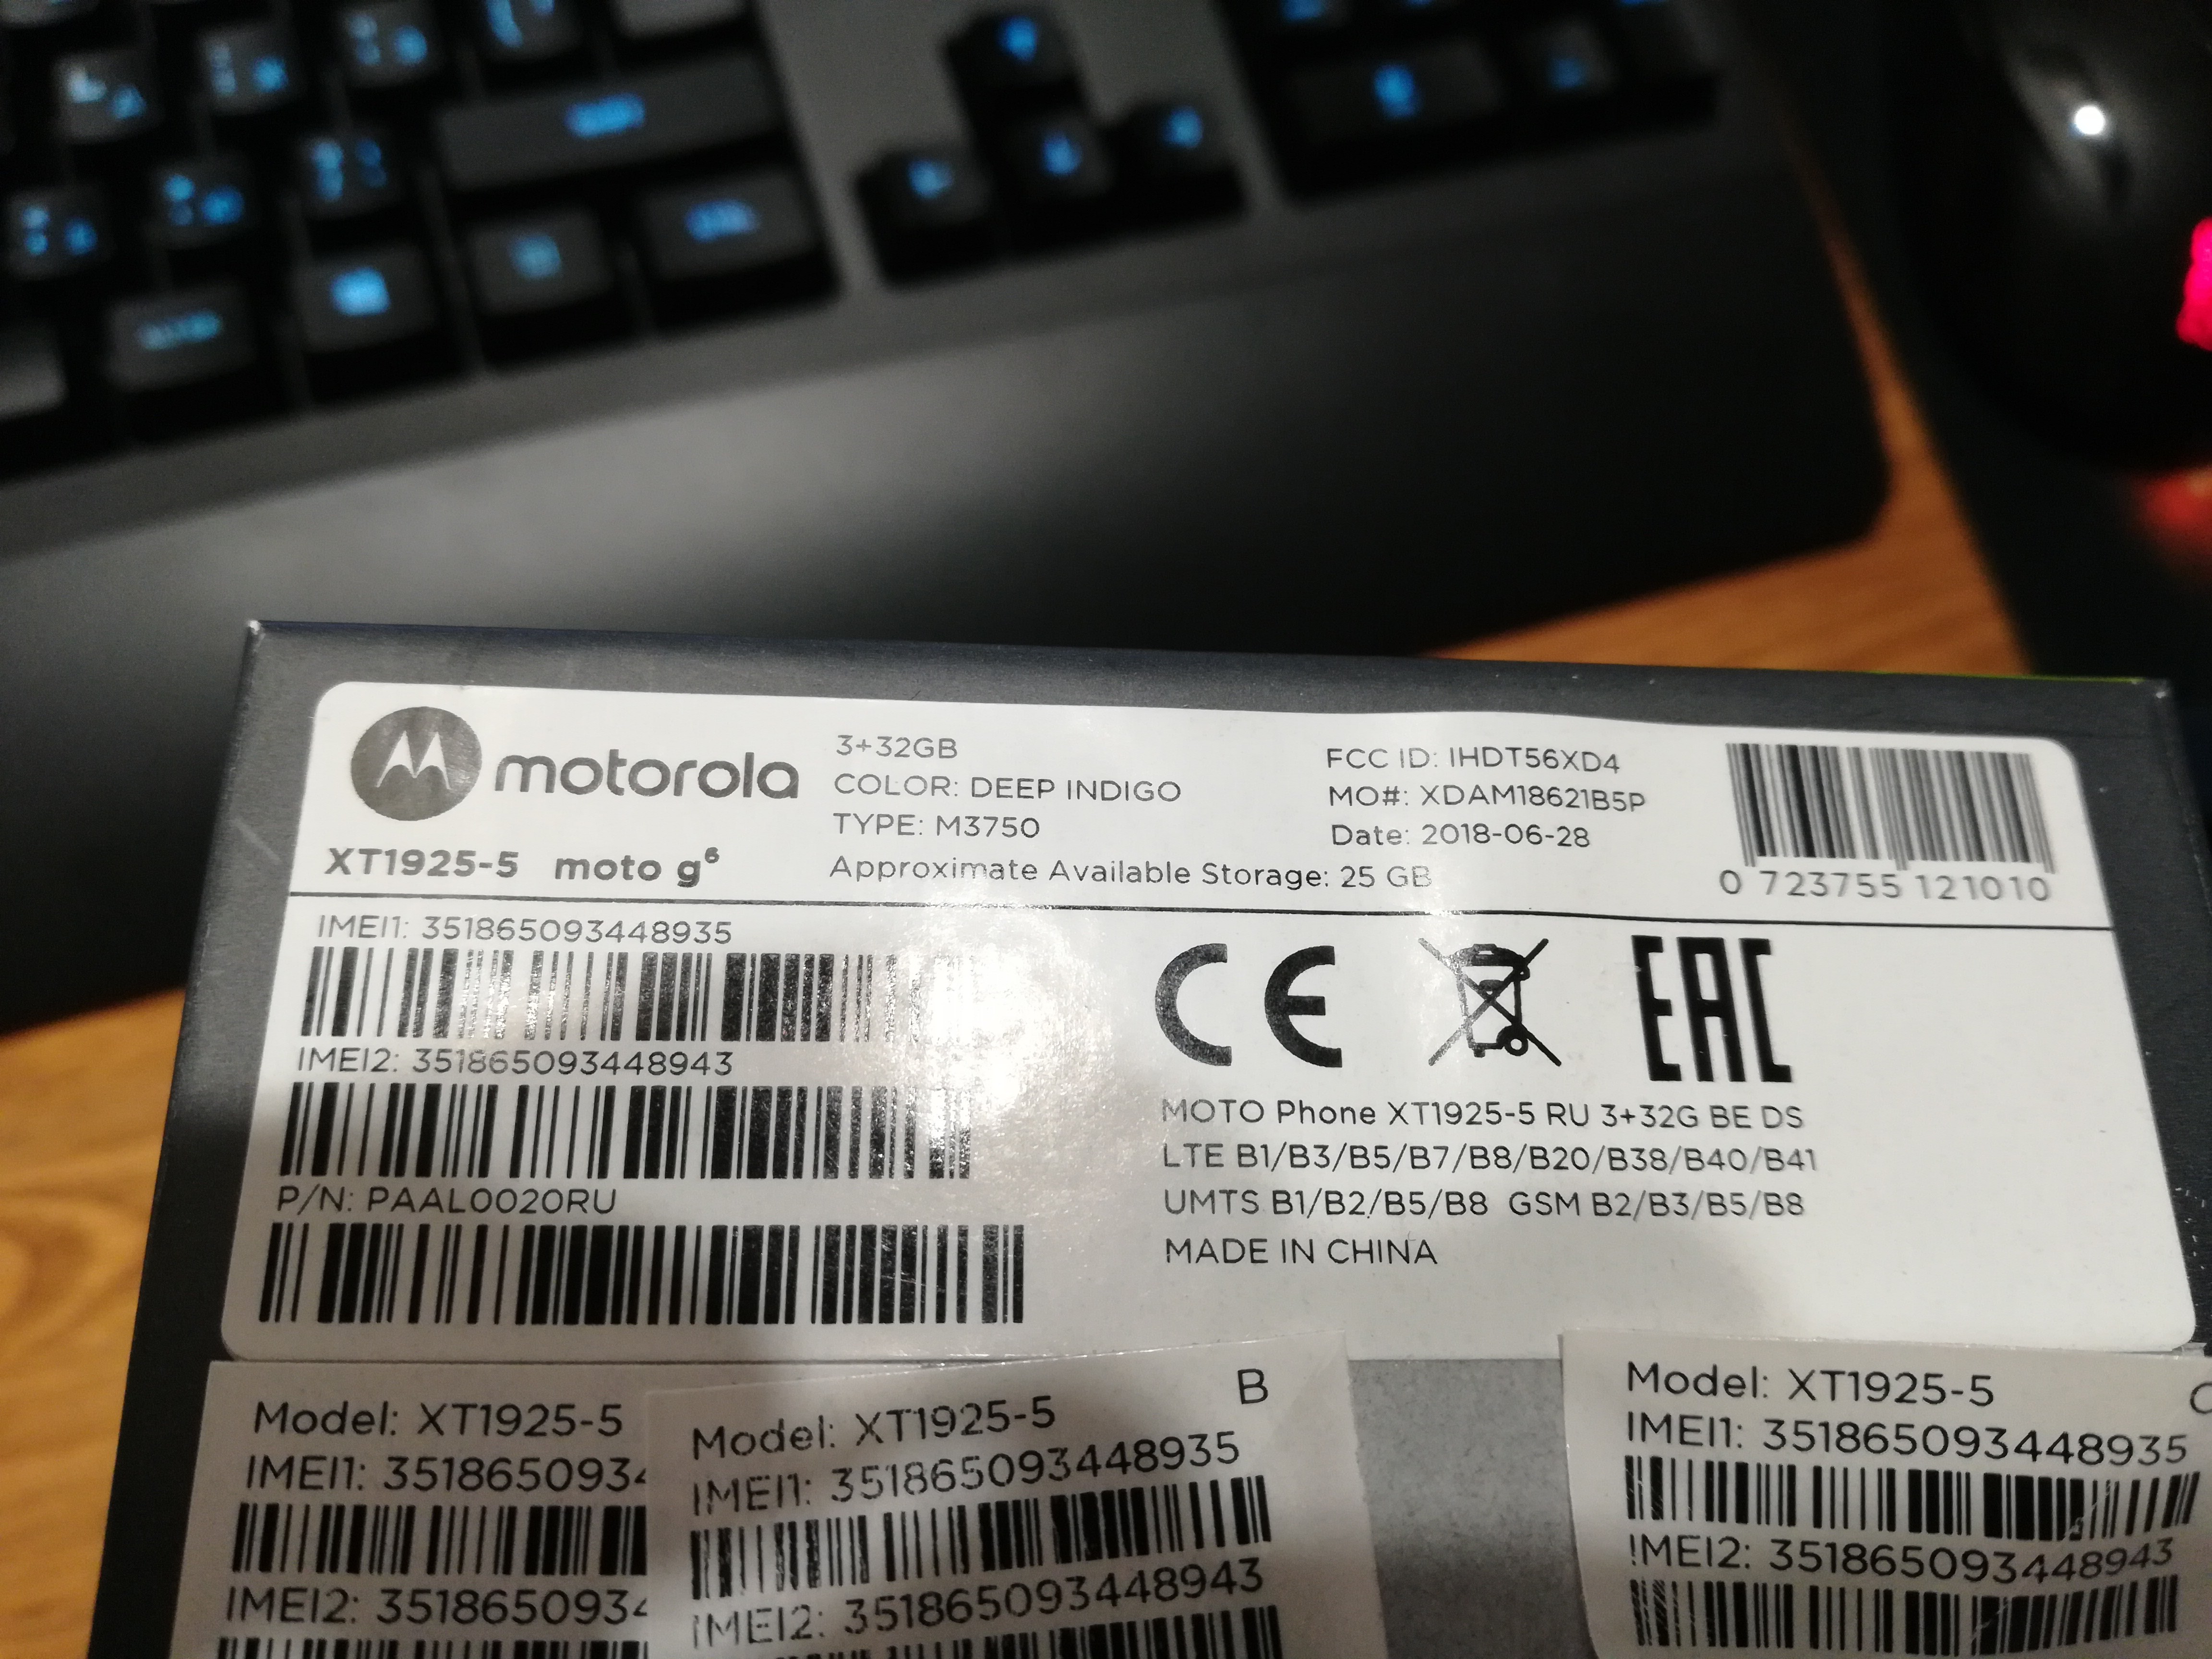 motorola
XT1925-5 moto g⁶
3+32GB
COLOR: DEEP INDIGO
TYPE: M3750
Approximate Available Storage: 25 GB
FCC ID: IHDT56XD4
MO#: XDAM18621B5P
Date: 2018-06-28
0 723755 121010
IMEI1: 351865093448935
IMEI2: 351865093448943
P/N: PAAL0020RU
CE
EAC
MOTO Phone XT1925-5 RU 3+32G BE DS
LTE B1/B3/B5/B7/B8/B20/B38/B40/B41
UMTS B1/B2/B5/B8 GSM B2/B3/B5/B8
MADE IN CHINA
Model: XT1925-5
IMEI1: 3518650934
IMEI2: 3518650934
B
Model: XT1925-5
IMEI1: 351865093448935
IMEI2: 351865093448943
Model: XT1925-5
IMEI1: 351865093448935
IMEI2: 351865093448943